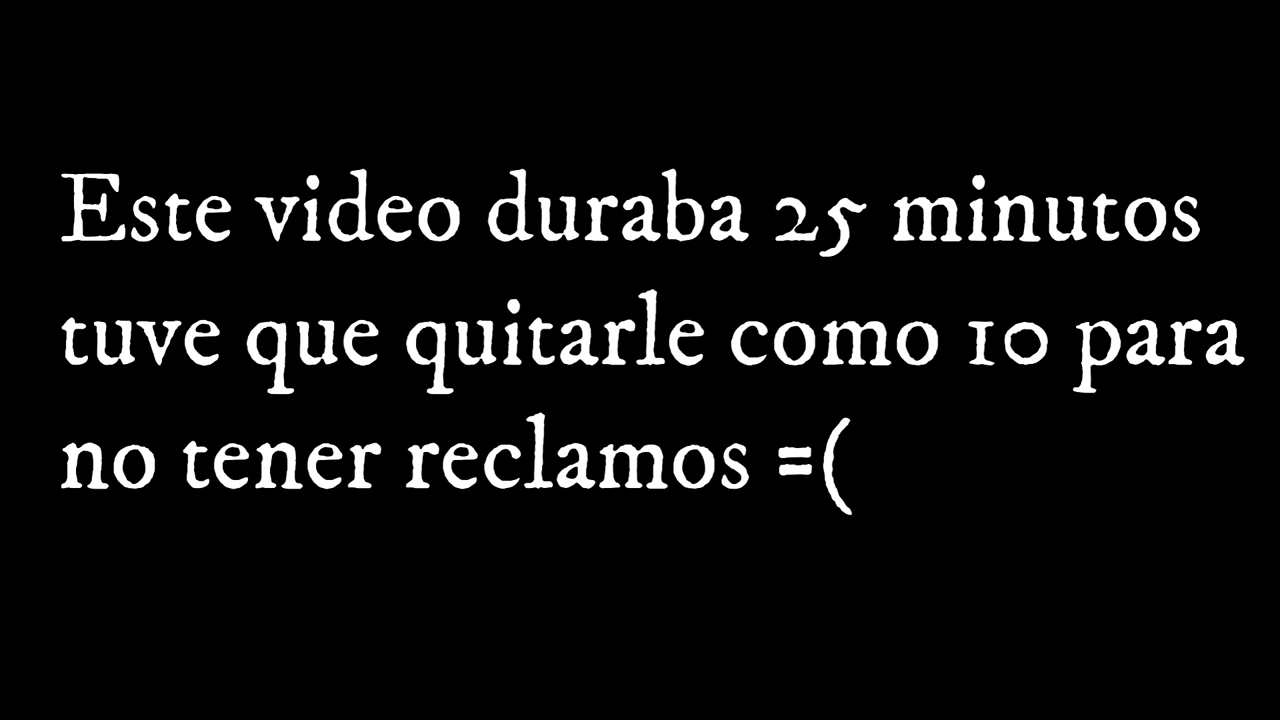 Este video duraba 25 minutos
tuve que quitarle como 10 para
no tener reclamos =(